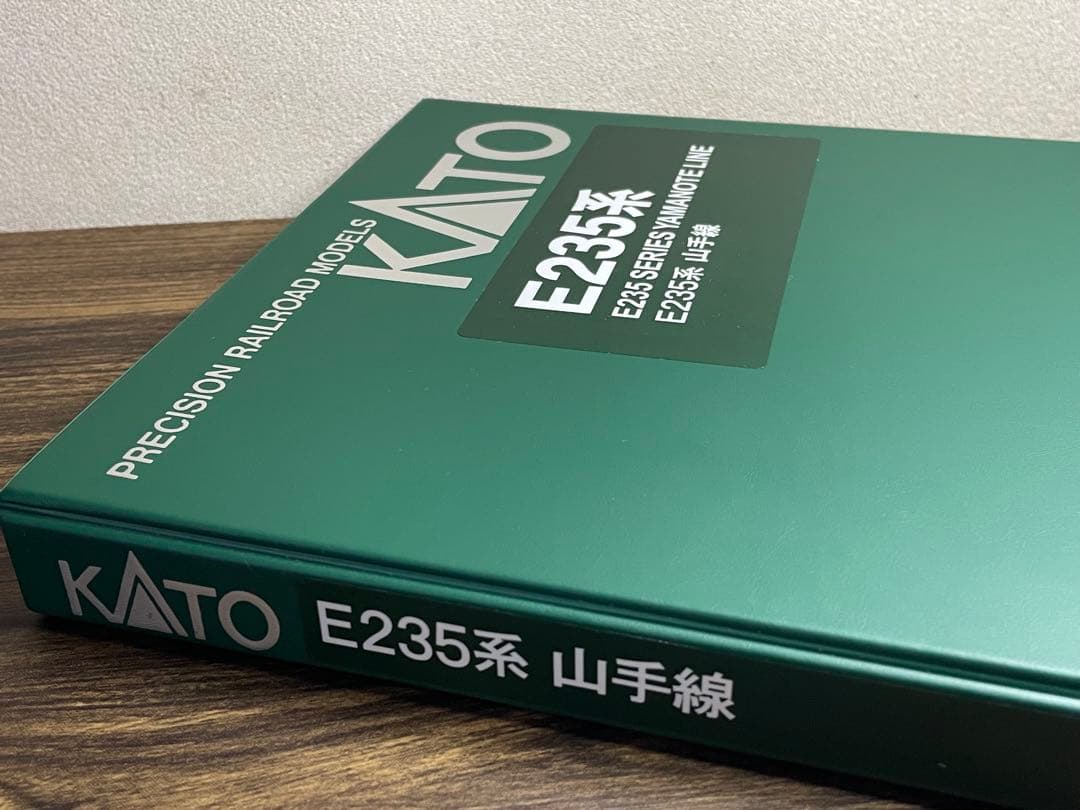 KATO
PRECISION RAILROAD MODELS
E235系
E235 SERIES YAMANOTE LINE
E235系 山手線
KATO E235系 山手線